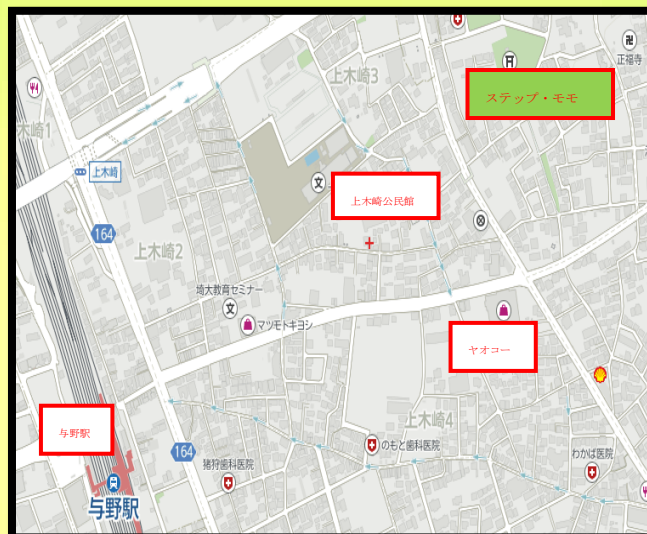 上木崎3
正福寺
ステップ・モモ
木崎1
上木崎
文
上木崎公民館
164
上木崎2
埼大教育セミナー
文
マツモトキヨシ
ヤオコー
与野駅
上木崎4
のもと歯科医院
164
猪狩歯科医院
わかば医院
与野駅